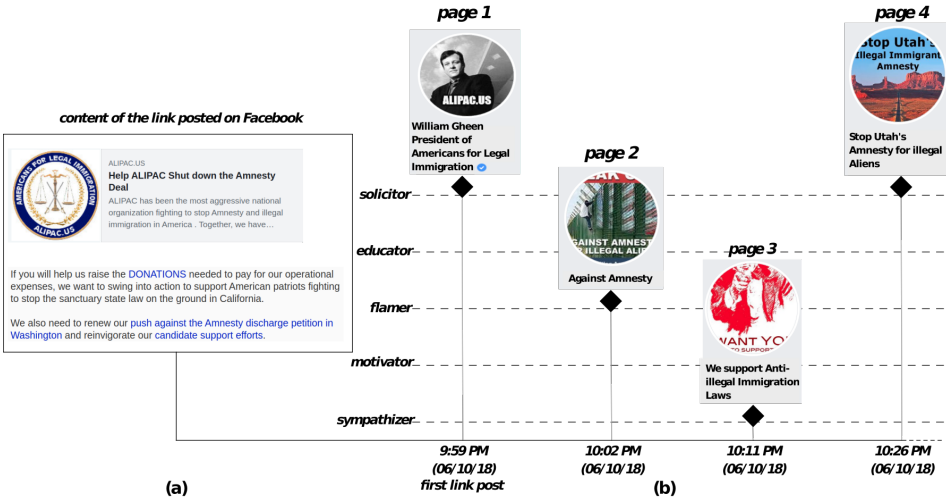 content of the link posted on Facebook
AMERICANS FOR LEGAL IMMIGRATION
ALIPAC.US
ALIPAC.US
Help ALIPAC Shut down the Amnesty
Deal
ALIPAC has been the most aggressive national
organization fighting to stop Amnesty and illegal
immigration in America . Together, we have...
If you will help us raise the DONATIONS needed to pay for our operational
expenses, we want to swing into action to support American patriots fighting
to stop the sanctuary state law on the ground in California.
We also need to renew our push against the Amnesty discharge petition in
Washington and reinvigorate our candidate support efforts.
(a)
page 1
ALIPAC.US
William Gheen
President of
Americans for Legal
Immigration
page 2
Against Amnesty
page 3
WANT YO
TO SUPPORT
We support Anti-
illegal Immigration
Laws
page 4
Stop Utah's
Illegal Immigrant
Amnesty
Stop Utah's
Amnesty for illegal
Aliens
solicitor
educator
flamer
motivator
sympathizer
9:59 PM
(06/10/18)
first link post
10:02 PM
(06/10/18)
10:11 PM
(06/10/18)
10:26 PM
(06/10/18)
(b)